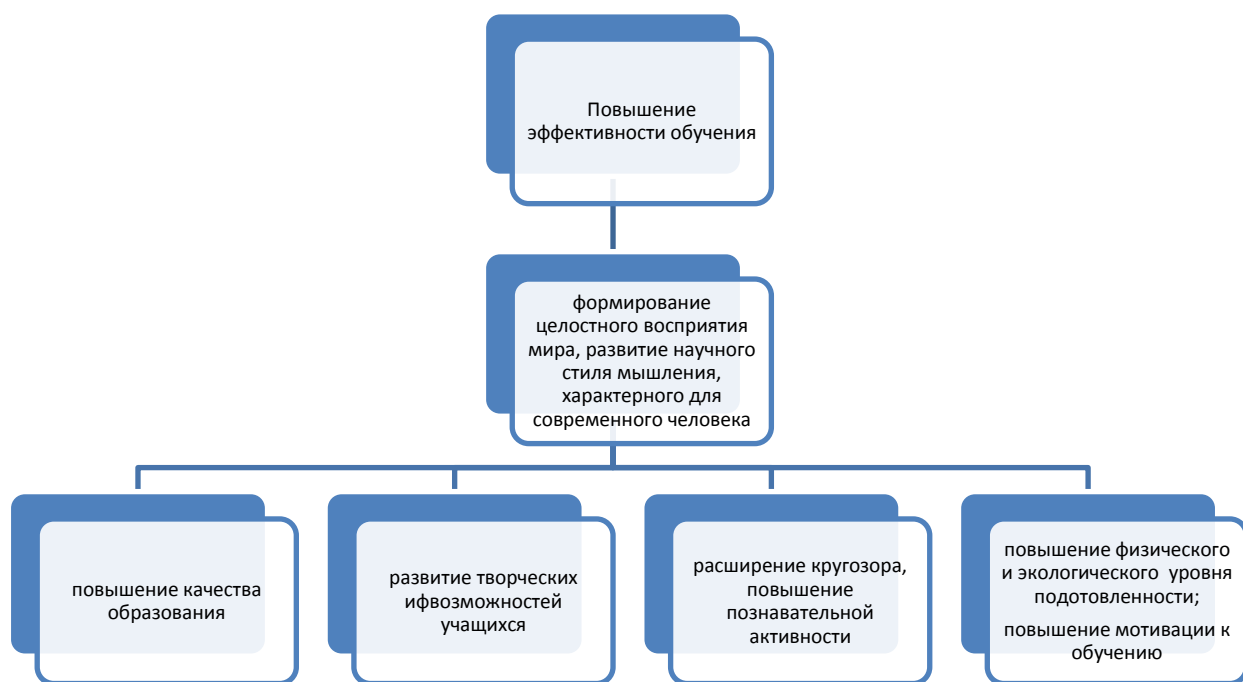 Повышение
эффективности обучения
формирование
целостного восприятия
мира, развитие научного
стиля мышления,
характерного для
современного человека
повышение качества
образования
развитие творческих
ифвозможностей
учащихся
расширение кругозора,
повышение
познавательной
активности
повышение физического
и экологического уровня
подотовленности;
повышение мотивации к
обучению